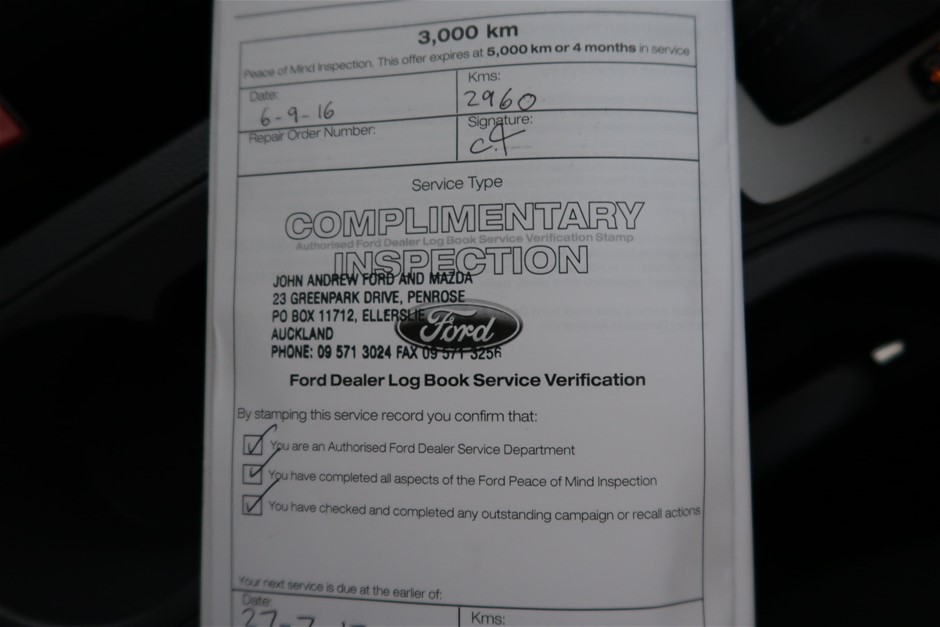 3,000 km
Peace of Mind Inspection. This offer expires at 5,000 km or 4 months in service
Date:
6-9-16
Kms:
2960
Repair Order Number:
Signature:
Service Type
COMPLIMENTARY
Authorised Ford Dealer Log Book Service Verification Stamp
INSPECTION
JOHN ANDREW FORD AND MAZDA
23 GREENPARK DRIVE, PENROSE
PO BOX 11712, ELLERSLIE
AUCKLAND
PHONE: 09 571 3024 FAX 09 571 3256
Ford
Ford Dealer Log Book Service Verification
By stamping this service record you confirm that:
You are an Authorised Ford Dealer Service Department
You have completed all aspects of the Ford Peace of Mind Inspection
You have checked and completed any outstanding campaign or recall actions
Your next service is due at the earlier of:
Date:
Kms: